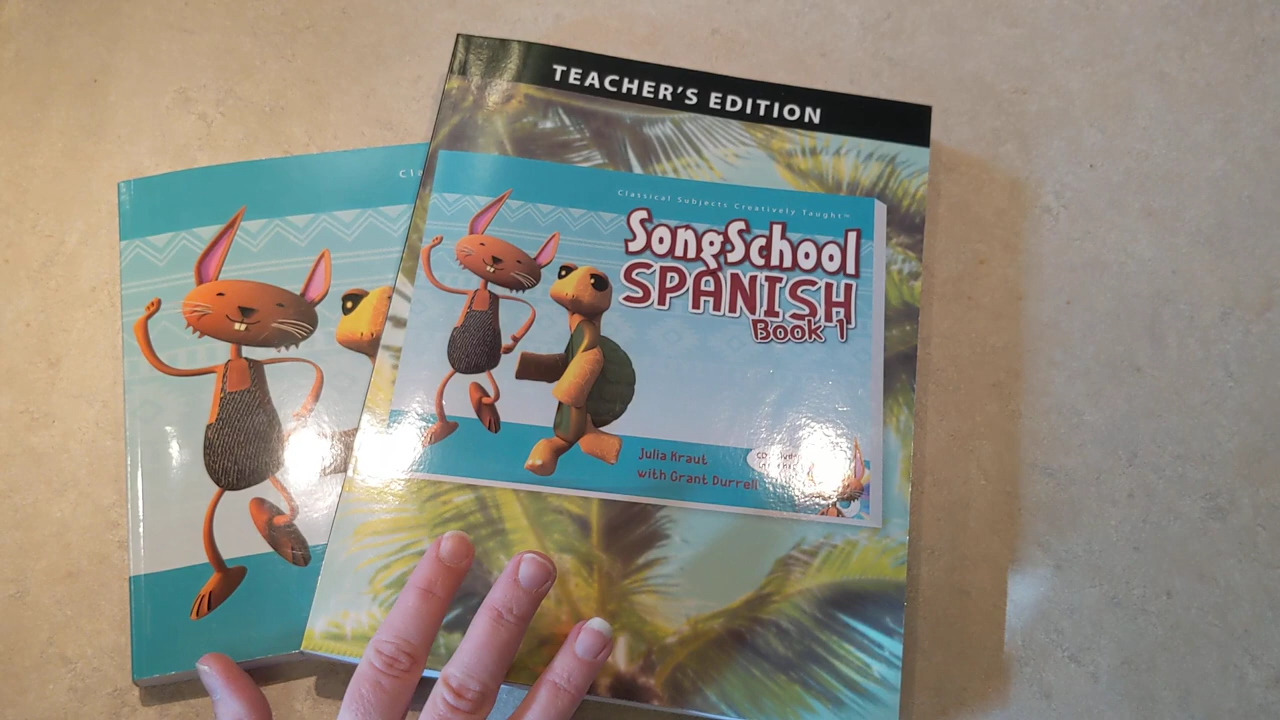 TEACHER'S EDITION
Classical Subjects Creatively Taught™
SongSchool
SPANISH
Book 1
Julia Kraut
with Grant Durrell